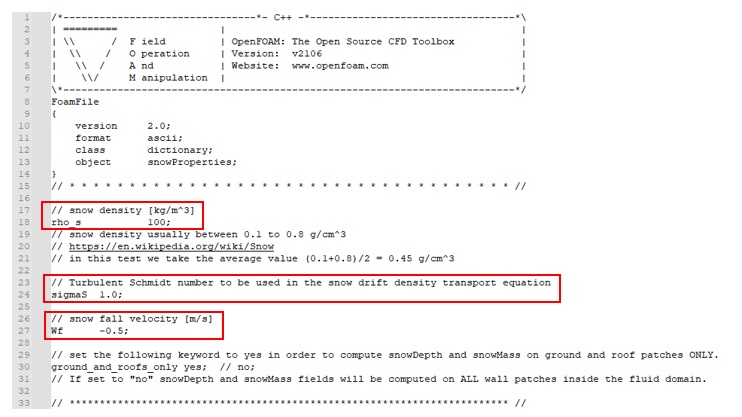 1 /*--------------------------------*- C++ -*----------------------------------*\
2 | =========                 |                                                 |
3 | \\      /  F ield         | OpenFOAM: The Open Source CFD Toolbox           |
4 |  \\    /   O peration     | Version:  v2106                                 |
5 |   \\  /    A nd           | Website:  www.openfoam.com                      |
6 |    \\/     M anipulation  |                                                 |
7 \*---------------------------------------------------------------------------*/
8 FoamFile
9 {
10     version     2.0;
11     format      ascii;
12     class       dictionary;
13     object      snowProperties;
14 }
15 // * * * * * * * * * * * * * * * * * * * * * * * * * * * * * * * * * * * * * //
16
17 // snow density [kg/m^3]
18 rho_s           100;
19 // snow density usually between 0.1 to 0.8 g/cm^3
20 // https://en.wikipedia.org/wiki/Snow
21 // in this test we take the average value (0.1+0.8)/2 = 0.45 g/cm^3
22
23 // Turbulent Schmidt number to be used in the snow drift density transport equation
24 sigmaS  1.0;
25
26 // snow fall velocity [m/s]
27 Wf      -0.5;
28
29 // set the following keyword to yes in order to compute snowDepth and snowMass on ground and roof patches ONLY.
30 ground_and_roofs_only yes;  // no;
31 // If set to "no" snowDepth and snowMass fields will be computed on ALL wall patches inside the fluid domain.
32
33 // ************************************************************************* //